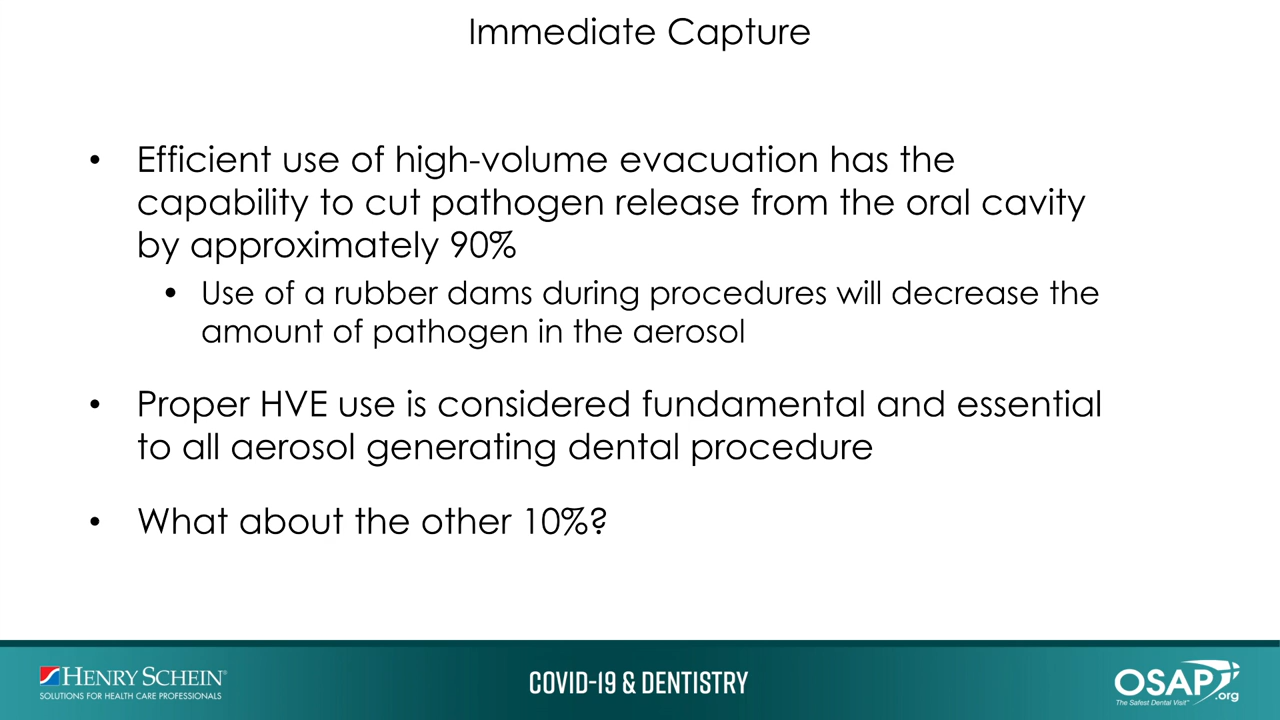 Immediate Capture
• Efficient use of high-volume evacuation has the
capability to cut pathogen release from the oral cavity
by approximately 90%
• Use of a rubber dams during procedures will decrease the
amount of pathogen in the aerosol
• Proper HVE use is considered fundamental and essential
to all aerosol generating dental procedure
• What about the other 10%?
HENRY SCHEIN®
SOLUTIONS FOR HEALTH CARE PROFESSIONALS
COVID-19 & DENTISTRY
OSAP.org
The Safest Dental Visit™